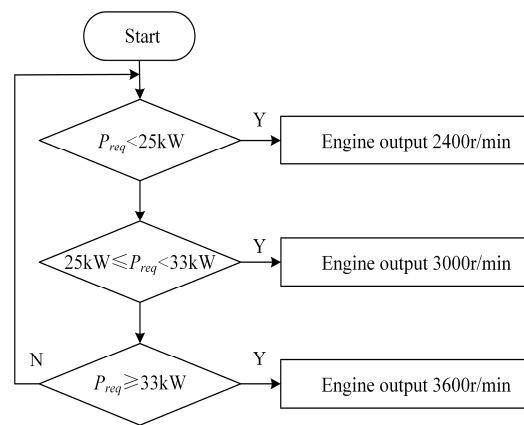 Start
P_req<25kW
Y
Engine output 2400r/min
25kW≤P_req<33kW
Y
Engine output 3000r/min
N
P_req≥33kW
Y
Engine output 3600r/min